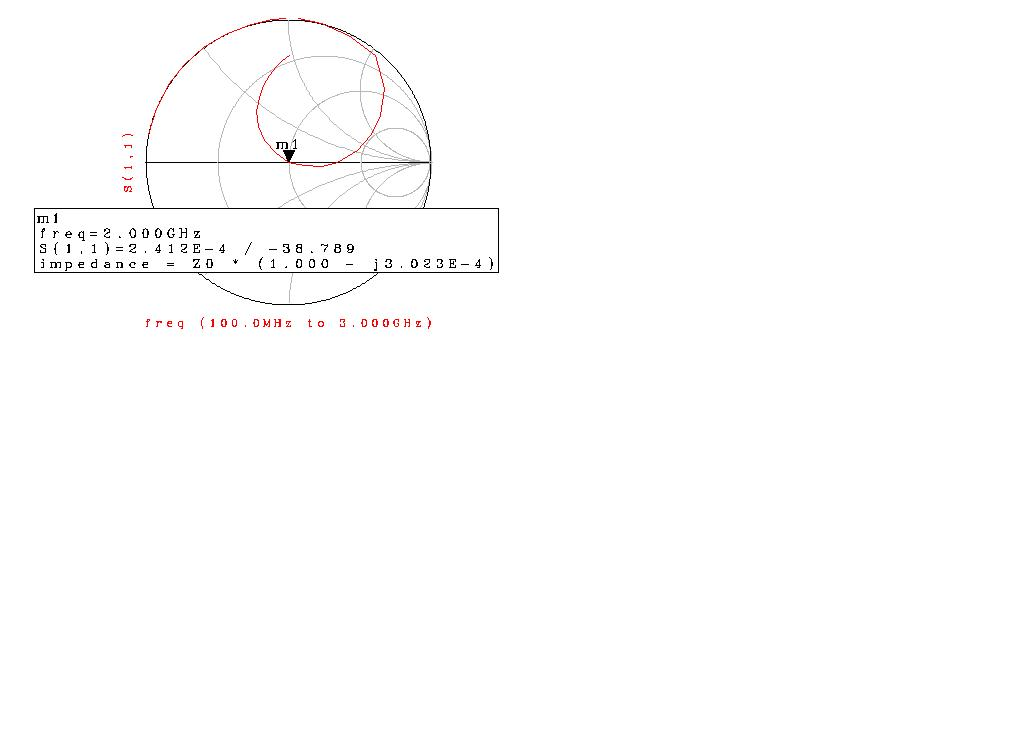 S(1,1)
m1
m1
freq=2.000GHz
S(1,1)=2.412E-4 / -38.789
impedance = Z0 * (1.000 - j3.023E-4)
freq (100.0MHz to 3.000GHz)